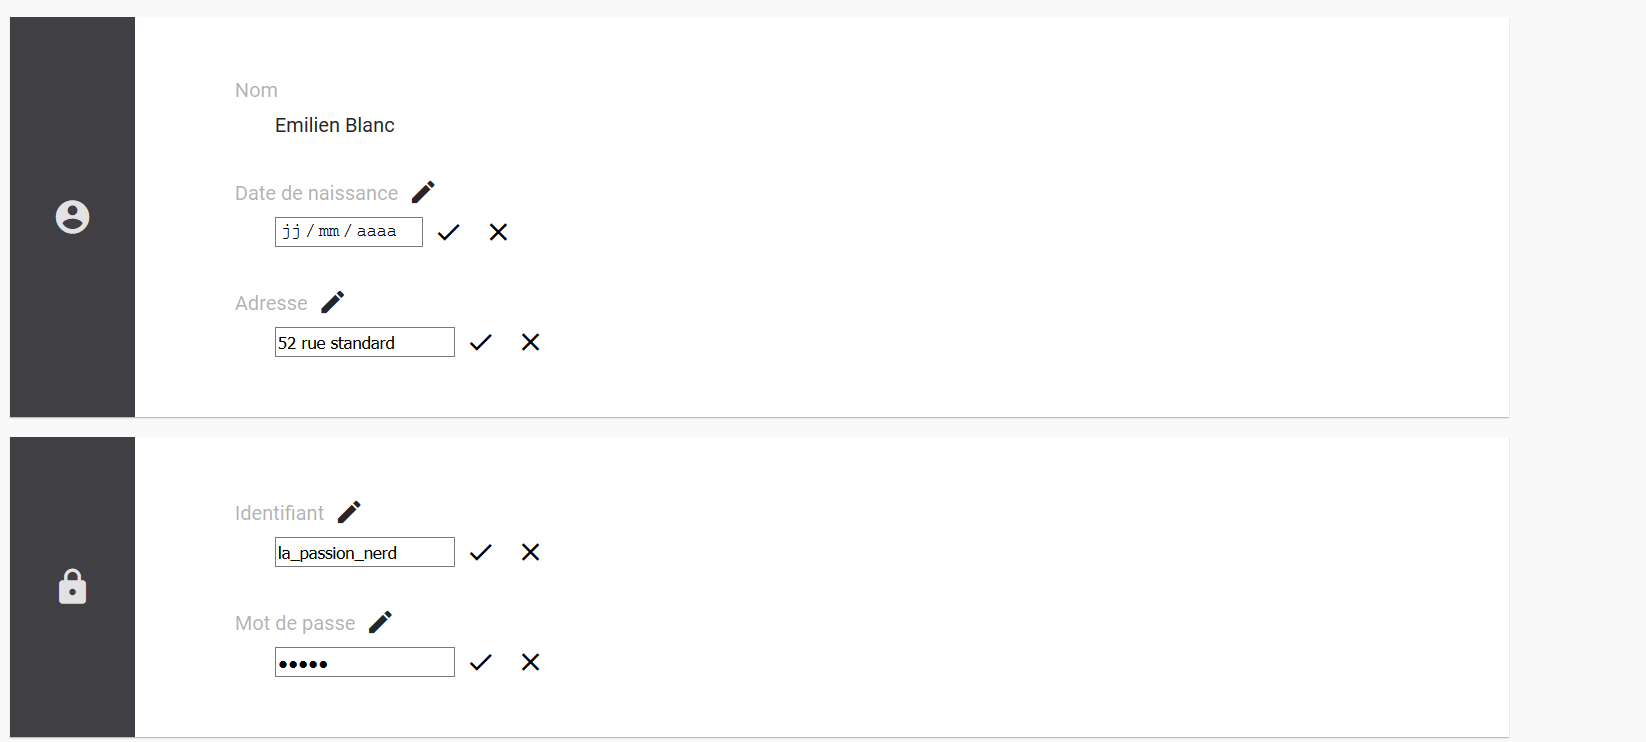 Nom
Emilien Blanc
Date de naissance
jj / mm / aaaa
Adresse
52 rue standard
Identifiant
la_passion_nerd
Mot de passe
•••••